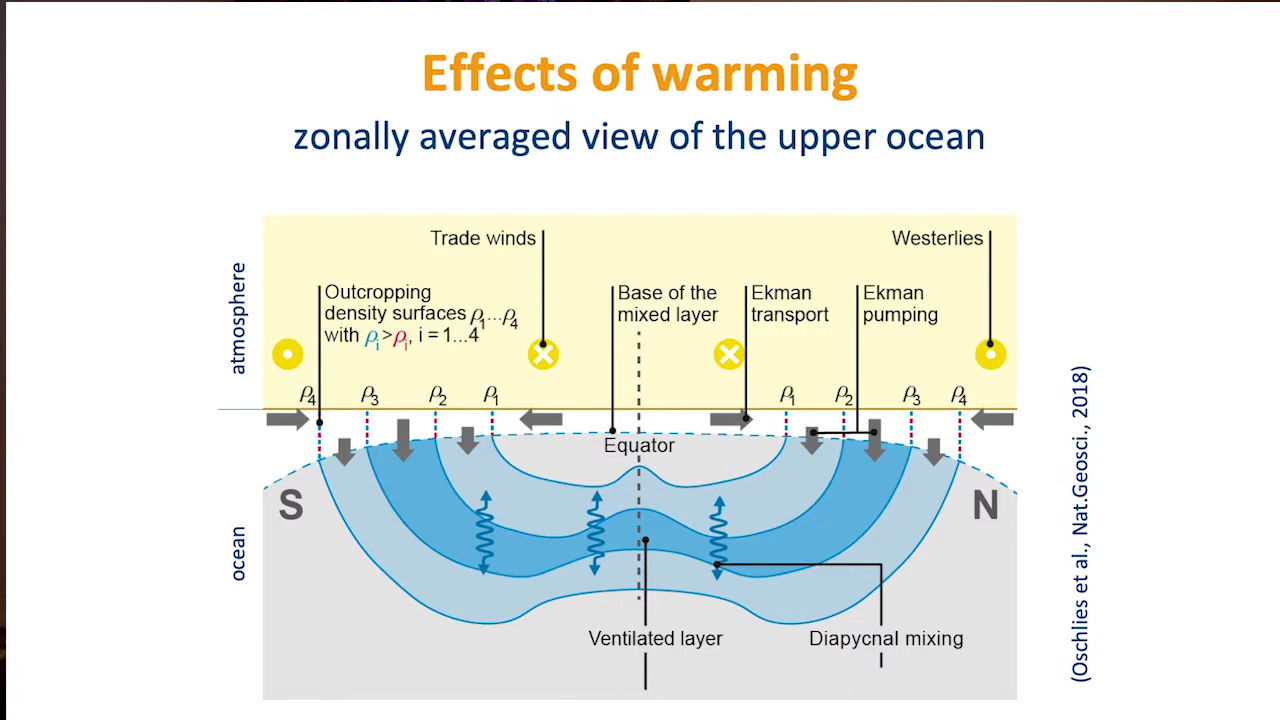 Effects of warming
zonally averaged view of the upper ocean
Trade winds
Westerlies
Outcropping
density surfaces ρ1...ρ4
with ρi>ρi, i = 1...4
Base of the
mixed layer
Ekman
transport
Ekman
pumping
atmosphere
ρ4 ρ3 ρ2 ρ1 ρ1 ρ2 ρ3 ρ4
Equator
S
N
ocean
Ventilated layer
Diapycnal mixing
(Oschlies et al., Nat.Geosci., 2018)